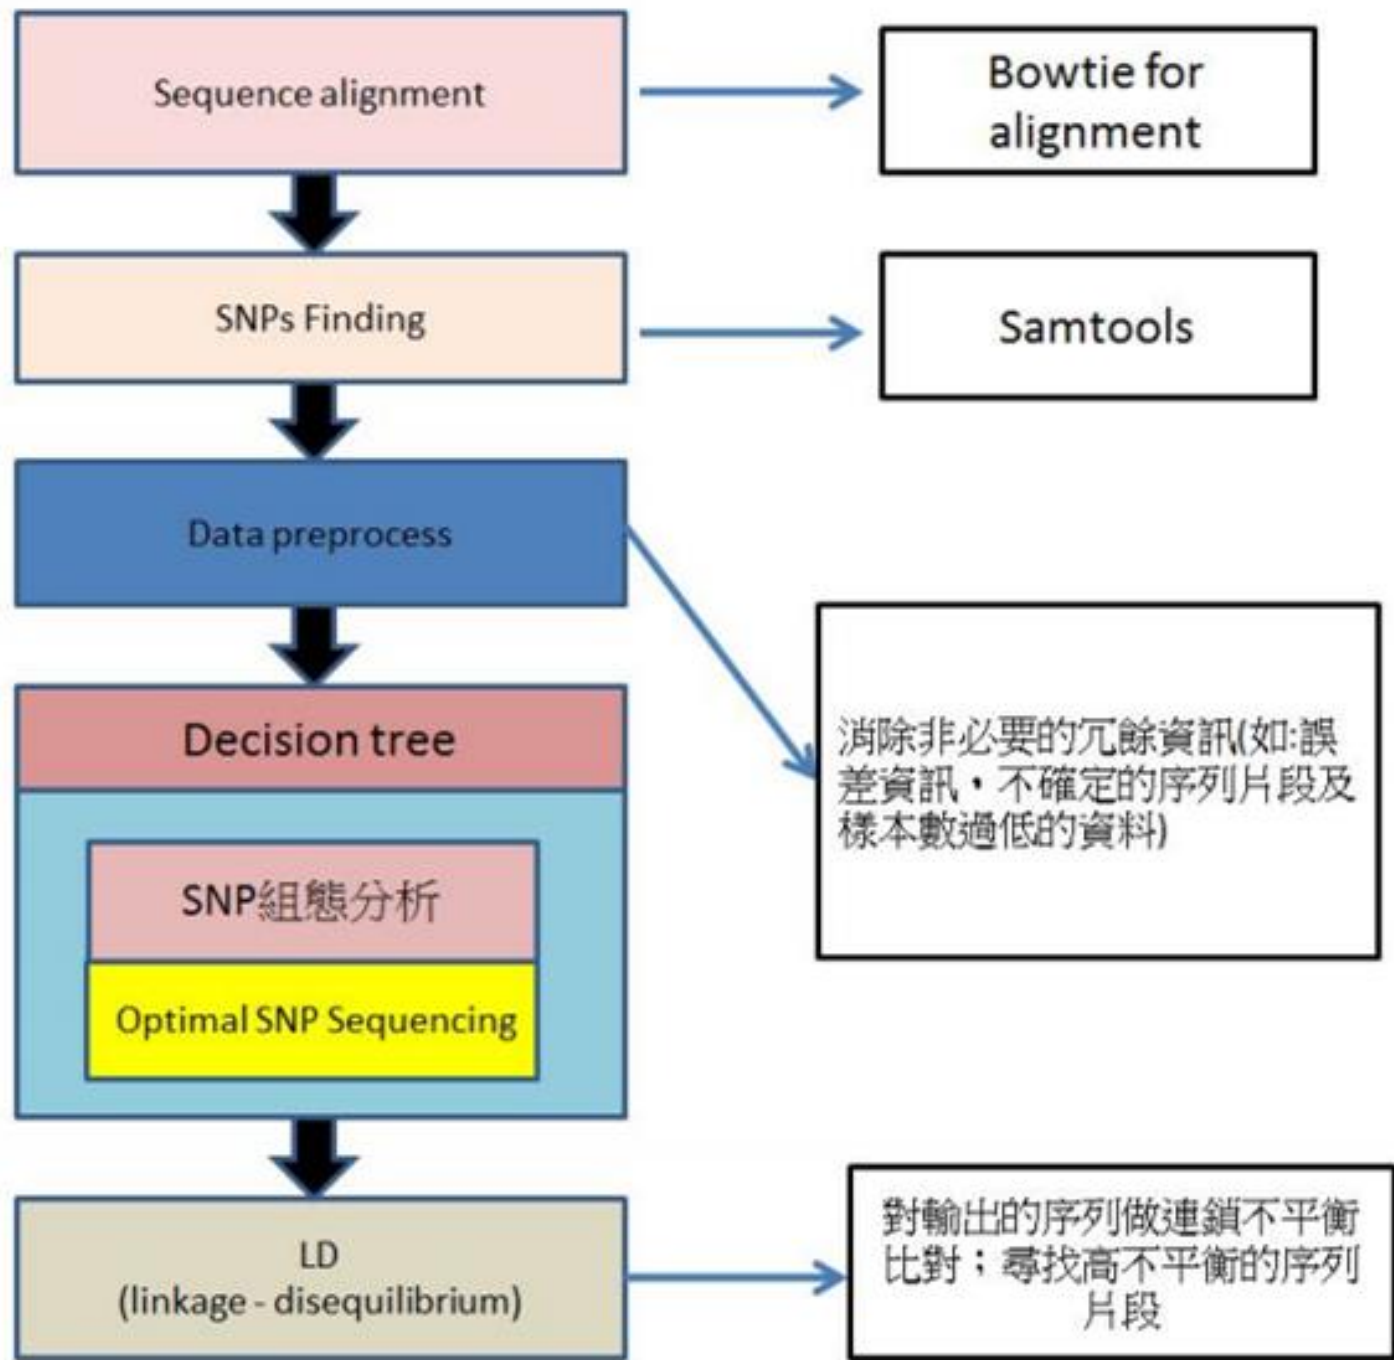 Sequence alignment
Bowtie for
alignment
SNPs Finding
Samtools
Data preprocess
消除非必要的冗餘資訊(如:誤
差資訊，不確定的序列片段及
樣本數過低的資料)
Decision tree
SNP組態分析
Optimal SNP Sequencing
LD
(linkage - disequilibrium)
對輸出的序列做連鎖不平衡
比對；尋找高不平衡的序列
片段